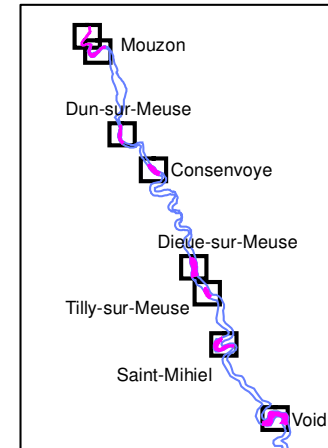 Mouzon
Dun-sur-Meuse
Consenvoye
Dieue-sur-Meuse
Tilly-sur-Meuse
Saint-Mihiel
Void